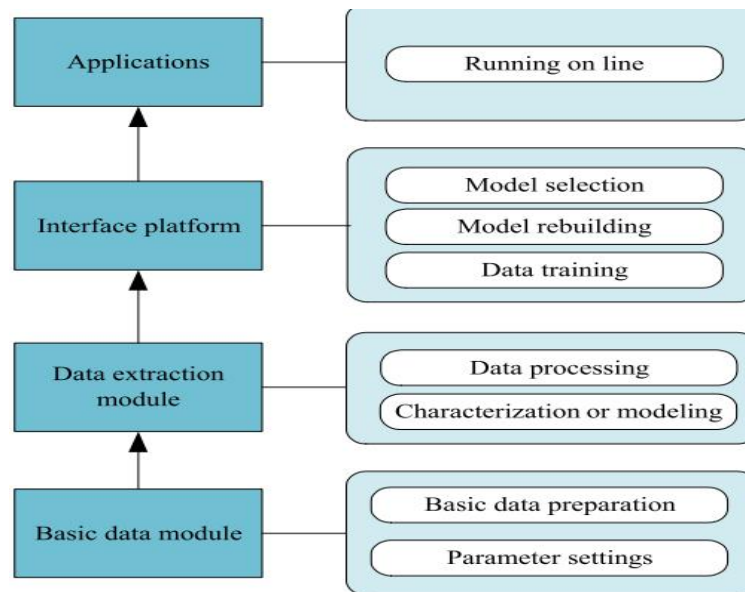 Applications
Running on line
Interface platform
Model selection
Model rebuilding
Data training
Data extraction
module
Data processing
Characterization or modeling
Basic data module
Basic data preparation
Parameter settings